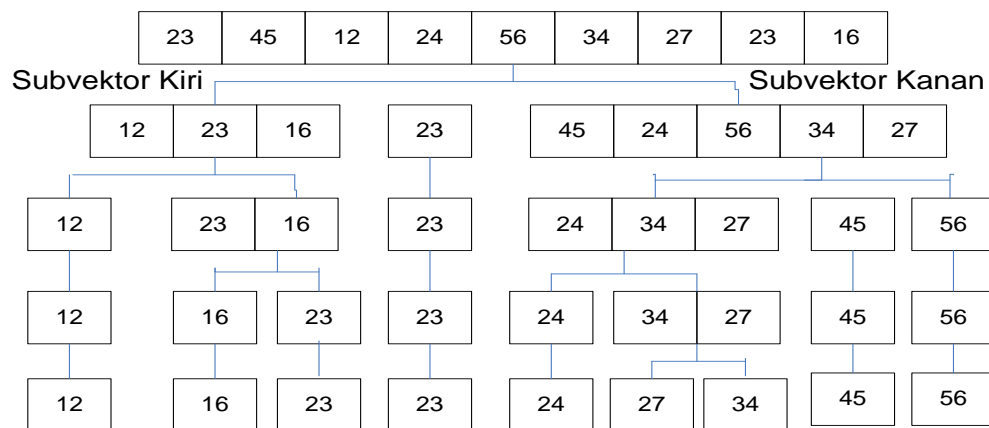 23 45 12 24 56 34 27 23 16
Subvektor Kiri Subvektor Kanan
12 23 16 23 45 24 56 34 27
12 23 16 23 24 34 27 45 56
12 16 23 23 24 34 27 45 56
12 16 23 23 24 27 34 45 56